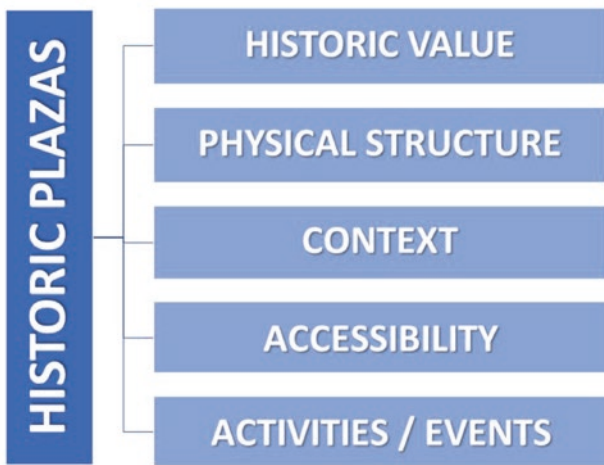 HISTORIC PLAZAS
HISTORIC VALUE
PHYSICAL STRUCTURE
CONTEXT
ACCESSIBILITY
ACTIVITIES / EVENTS